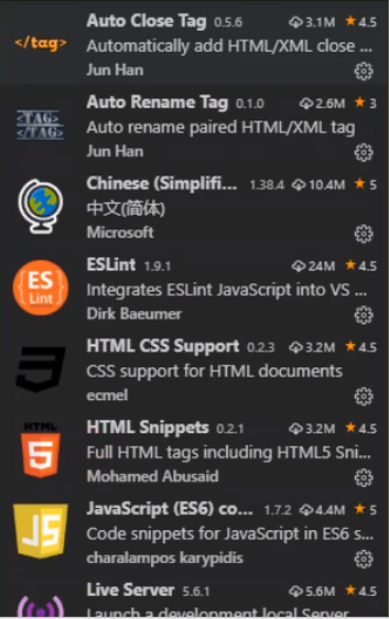 </tag>
Auto Close Tag 0.5.6 3.1M ★ 4.5
Automatically add HTML/XML close ...
Jun Han
<TAG>
</TAG>
Auto Rename Tag 0.1.0 2.6M ★ 3
Auto rename paired HTML/XML tag
Jun Han
Chinese (Simplifi... 1.38.4 10.4M ★ 5
中文(简体)
Microsoft
ES
Lint
ESLint 1.9.1 24M ★ 4.5
Integrates ESLint JavaScript into VS ...
Dirk Baeumer
3
HTML CSS Support 0.2.3 3.2M ★ 4.5
CSS support for HTML documents
ecmel
HTML
5
HTML Snippets 0.2.1 3.2M ★ 4.5
Full HTML tags including HTML5 Sni...
Mohamed Abusaid
JS
JavaScript (ES6) co... 1.7.2 4.4M ★ 5
Code snippets for JavaScript in ES6 s...
charalampos karypidis
Live Server 5.6.1 5.6M ★ 4.5
Launch a development local Server